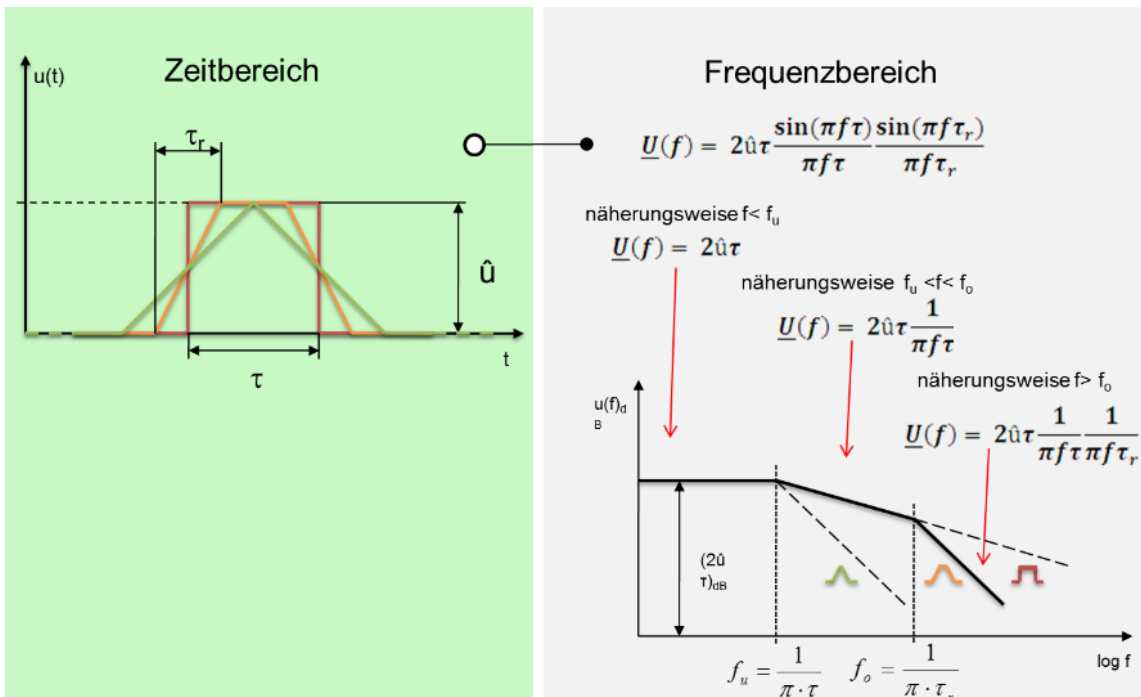 Zeitbereich
u(t)
τr
û
t
τ
Frequenzbereich
U(f) = 2ûτ sin(πfτ)/πfτ sin(πfτr)/πfτr
näherungsweise f< fu
U(f) = 2ûτ
näherungsweise fu <f< fo
U(f) = 2ûτ 1/πfτ
näherungsweise f> fo
U(f) = 2ûτ 1/πfτ 1/πfτr
u(f)d
B
(2û
τ)dB
log f
fu = 1/π · τ
fo = 1/π · τr